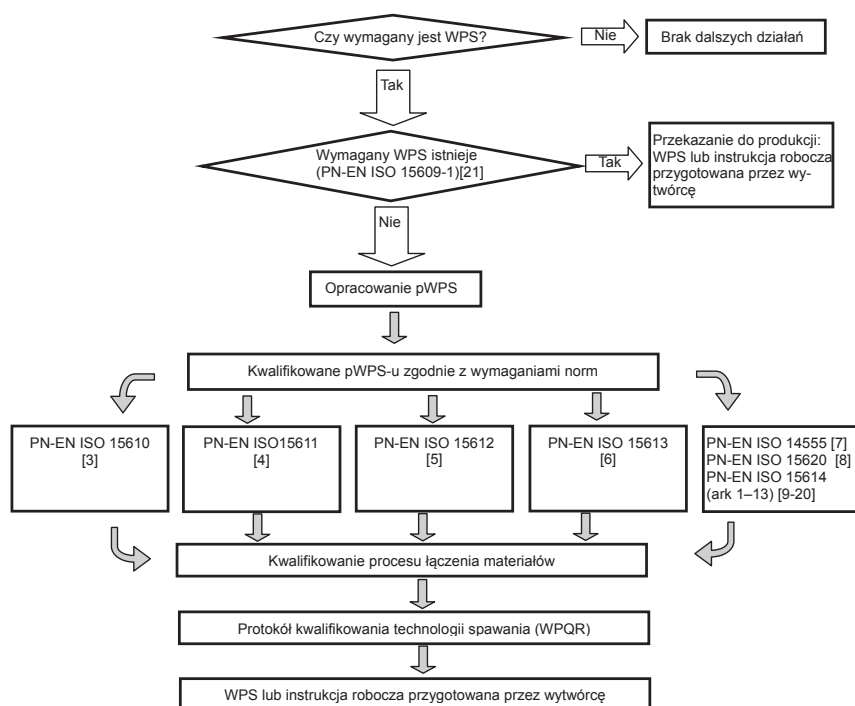 Czy wymagany jest WPS?
Nie
Brak dalszych działań
Tak
Wymagany WPS istnieje
(PN-EN ISO 15609-1)[21]
Tak
Przekazanie do produkcji:
WPS lub instrukcja robocza
przygotowana przez wy-
twórcę
Nie
Opracowanie pWPS
Kwalifikowane pWPS-u zgodnie z wymaganiami norm
PN-EN ISO 15610
[3]
PN-EN ISO15611
[4]
PN-EN ISO 15612
[5]
PN-EN ISO 15613
[6]
PN-EN ISO 14555 [7]
PN-EN ISO 15620 [8]
PN-EN ISO 15614
(ark 1–13) [9-20]
Kwalifikowanie procesu łączenia materiałów
Protokół kwalifikowania technologii spawania (WPQR)
WPS lub instrukcja robocza przygotowana przez wytwórcę